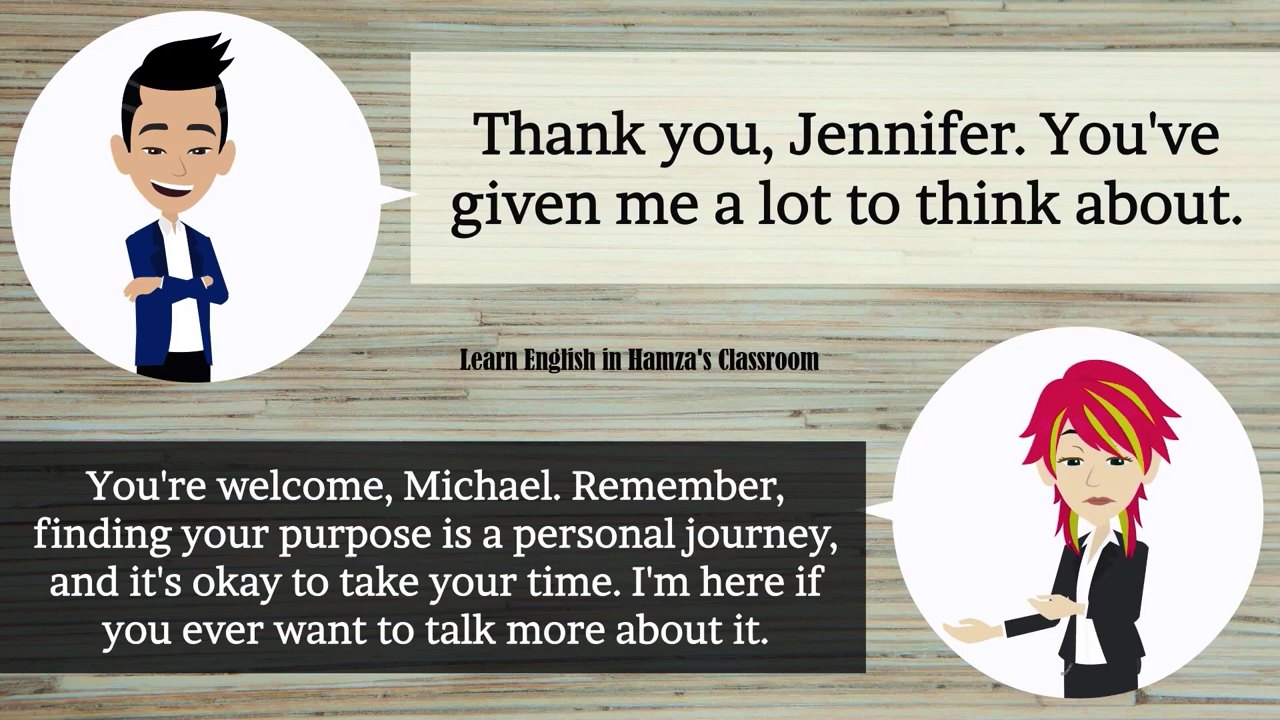 Thank you, Jennifer. You've
given me a lot to think about.
Learn English in Hamza's Classroom
You're welcome, Michael. Remember,
finding your purpose is a personal journey,
and it's okay to take your time. I'm here if
you ever want to talk more about it.